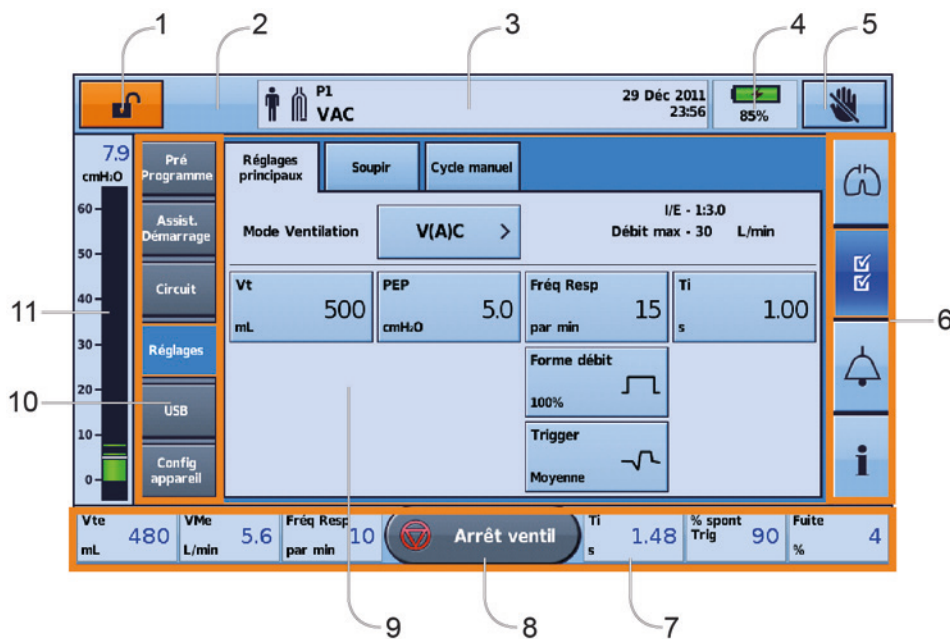 1
2
3
4
5
P1
VAC
29 Déc 2011
23:56
85%
7.9
cmH₂O
60
50
40
30
20
10
0
Pré
Programme
Assist.
Démarrage
Circuit
Réglages
USB
Config
appareil
Réglages
principaux
Soupir
Cycle manuel
Mode Ventilation
V(A)C >
I/E - 1:3.0
Débit max - 30 L/min
Vt
500
mL
PEP
5.0
cmH₂O
Fréq Resp
15
par min
Ti
1.00
s
Forme débit
100%
Trigger
Moyenne
i
6
11
10
Vte
480
mL
VMe
5.6
L/min
Fréq Resp
10
par min
Arrêt ventil
Ti
1.48
s
% spont
Trig
90
Fuite
4
%
9
8
7